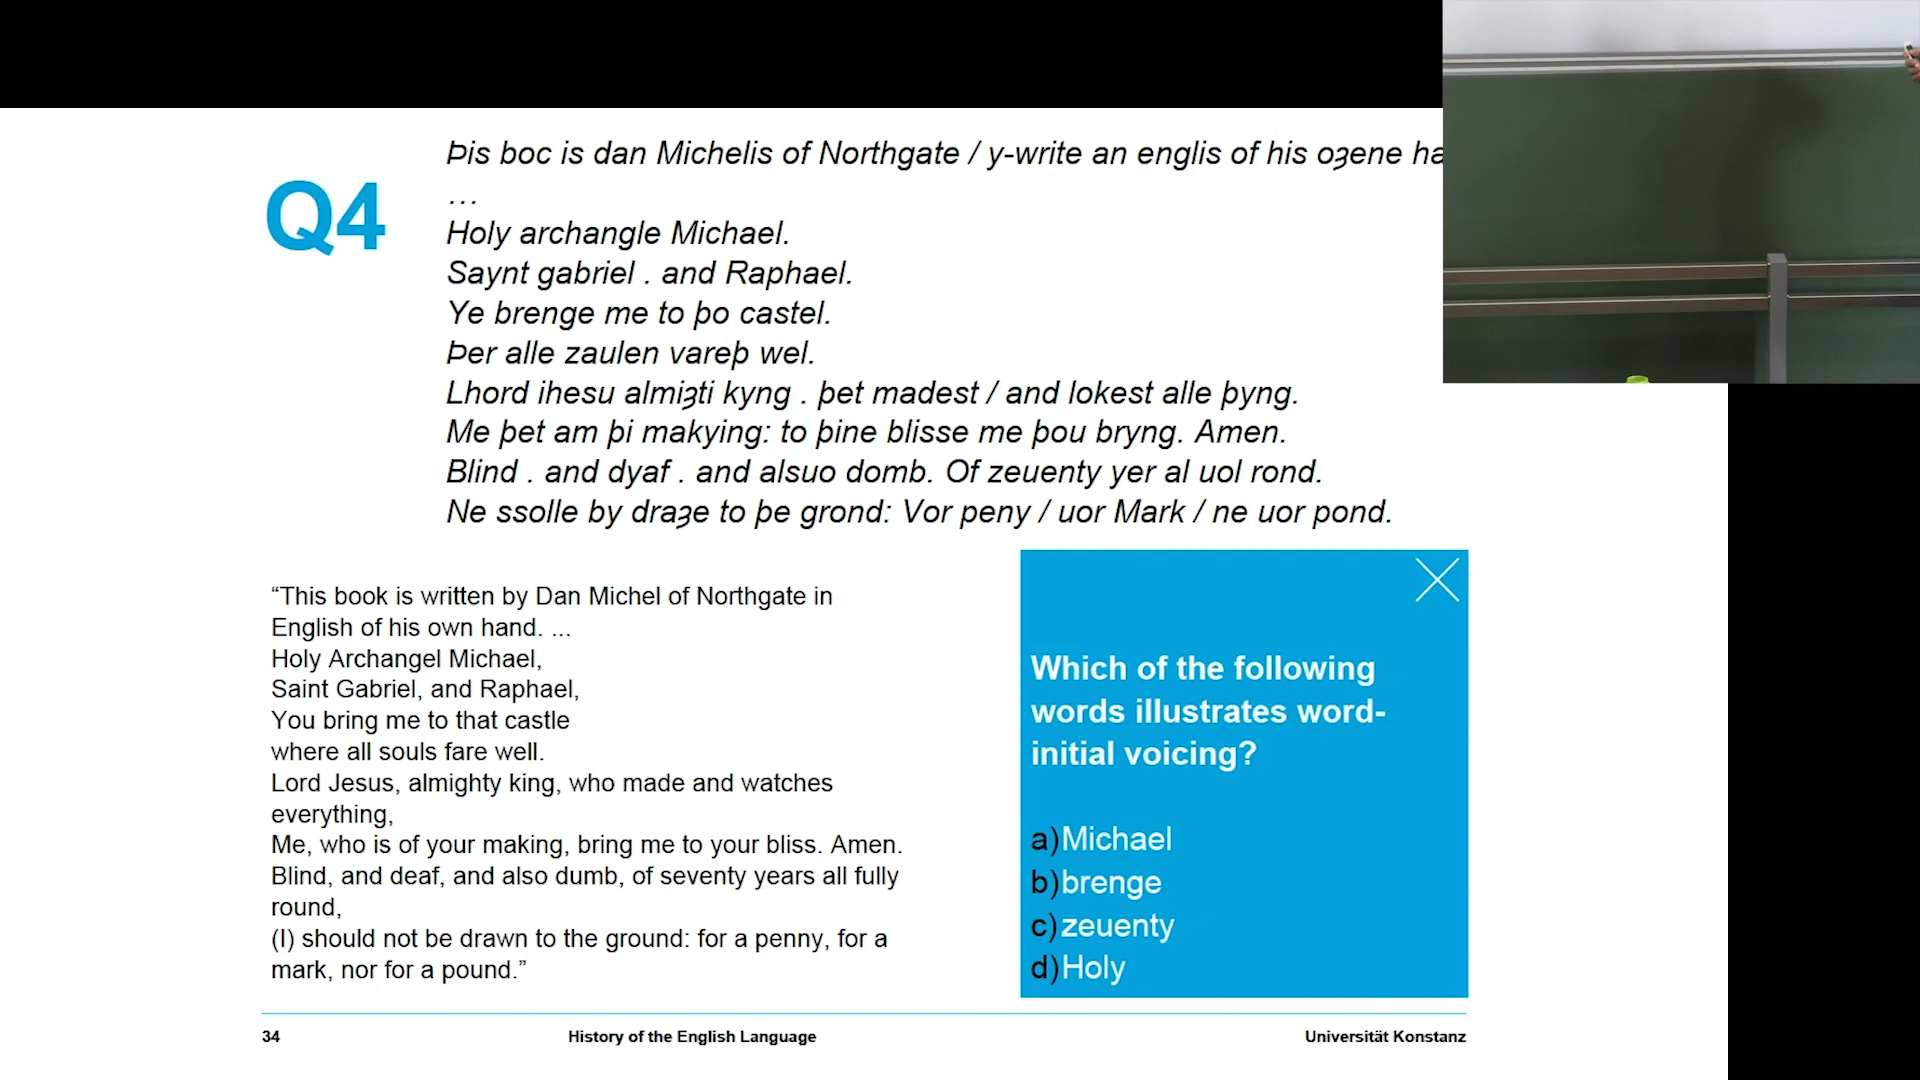 Q4
Þis boc is dan Michelis of Northgate / y-write an englis of his oȝene
…
Holy archangle Michael.
Saynt gabriel . and Raphael.
Ye brenge me to þo castel.
Þer alle zaulen vareþ wel.
Lhord ihesu almiȝti kyng . þet madest / and lokest alle þyng.
Me þet am þi makying: to þine blisse me þou bryng. Amen.
Blind . and dyaf . and alsuo domb. Of zeuenty yer al uol rond.
Ne ssolle by draȝe to þe grond: Vor peny / uor Mark / ne uor pond.
“This book is written by Dan Michel of Northgate in
English of his own hand. ...
Holy Archangel Michael,
Saint Gabriel, and Raphael,
You bring me to that castle
where all souls fare well.
Lord Jesus, almighty king, who made and watches
everything,
Me, who is of your making, bring me to your bliss. Amen.
Blind, and deaf, and also dumb, of seventy years all fully
round,
(I) should not be drawn to the ground: for a penny, for a
mark, nor for a pound.”
Which of the following
words illustrates word-
initial voicing?
a)Michael
b)brenge
c)zeuenty
d)Holy
34 History of the English Language Universität Konstanz